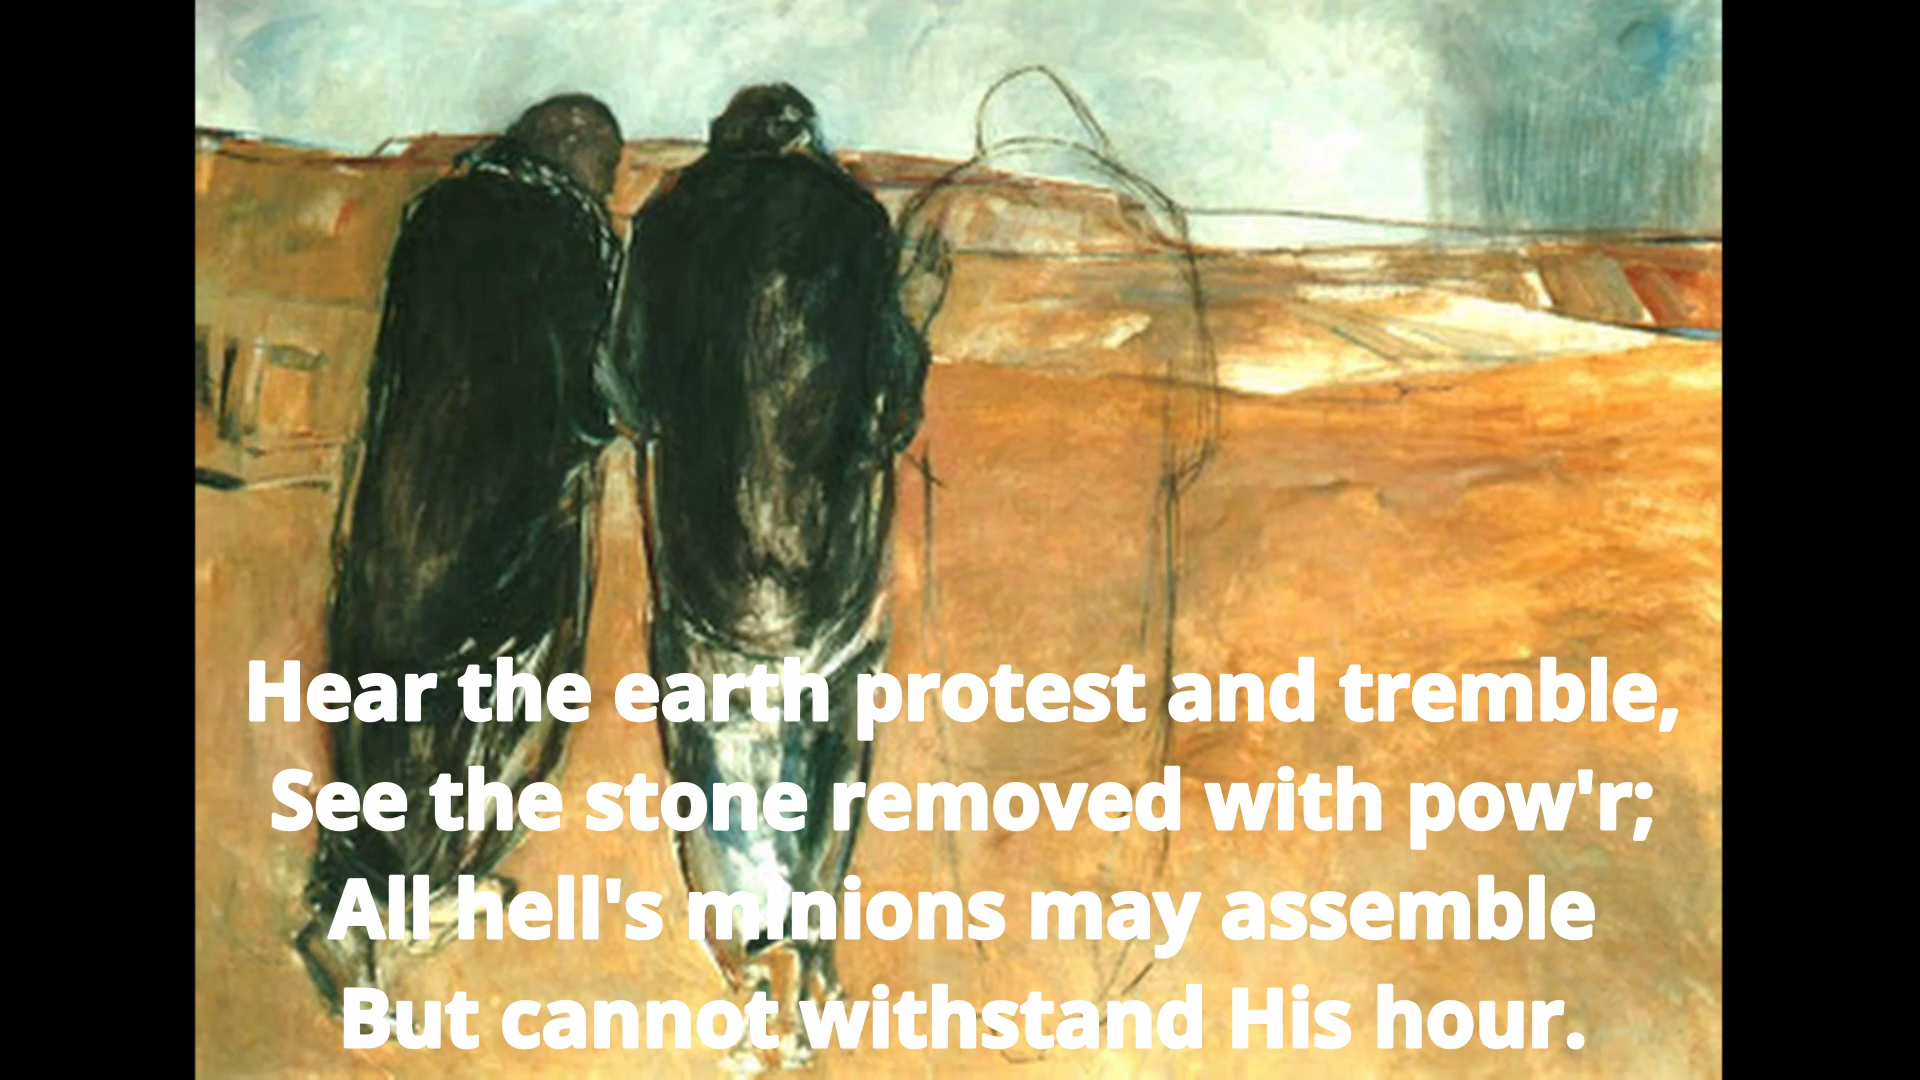 Hear the earth protest and tremble,
See the stone removed with pow'r;
All hell's minions may assemble
But cannot withstand His hour.